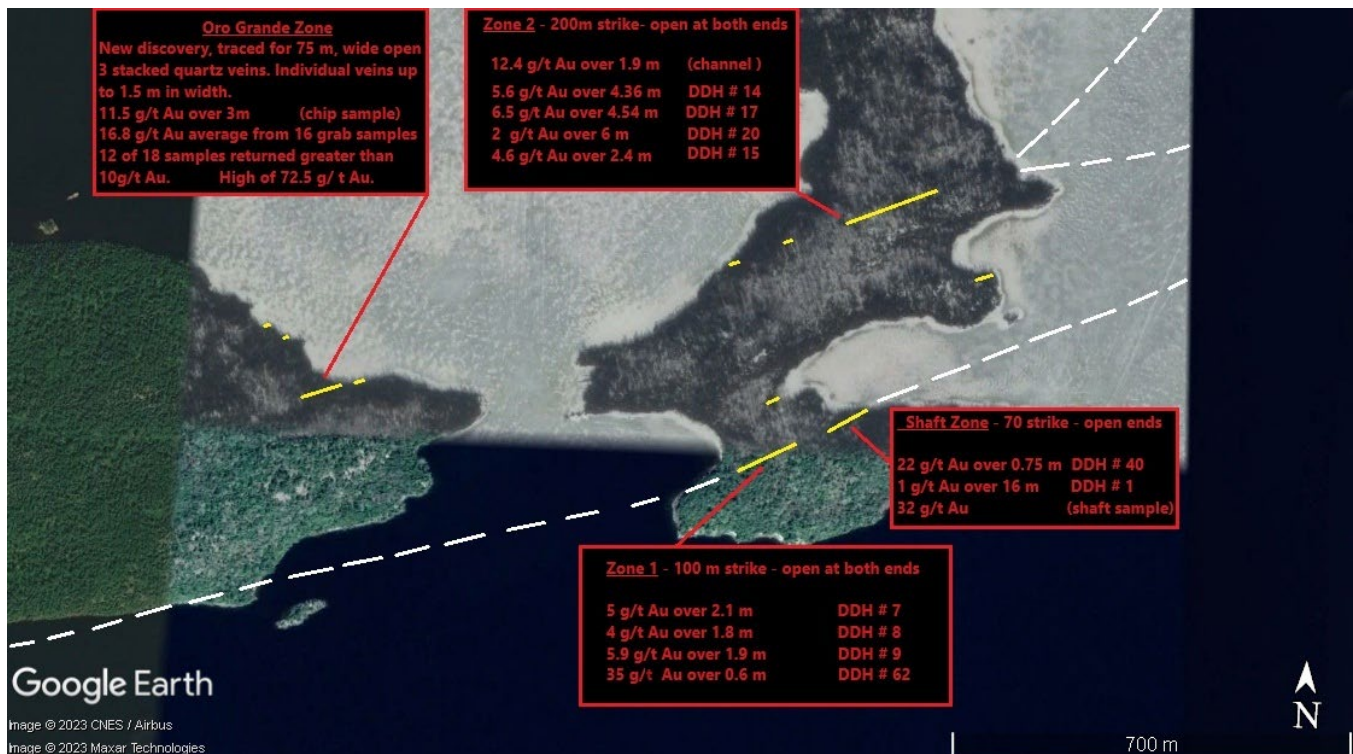 Oro Grande Zone
New discovery, traced for 75 m, wide open
3 stacked quartz veins. Individual veins up
to 1.5 m in width.
11.5 g/t Au over 3m (chip sample)
16.8 g/t Au average from 16 grab samples
12 of 18 samples returned greater than
10g/t Au. High of 72.5 g/ t Au.
Zone 2 - 200m strike- open at both ends
12.4 g/t Au over 1.9 m (channel )
5.6 g/t Au over 4.36 m DDH # 14
6.5 g/t Au over 4.54 m DDH # 17
2 g/t Au over 6 m DDH # 20
4.6 g/t Au over 2.4 m DDH # 15
Shaft Zone - 70 strike - open ends
22 g/t Au over 0.75 m DDH # 40
1 g/t Au over 16 m DDH # 1
32 g/t Au (shaft sample)
Zone 1 - 100 m strike - open at both ends
5 g/t Au over 2.1 m DDH # 7
4 g/t Au over 1.8 m DDH # 8
5.9 g/t Au over 1.9 m DDH # 9
35 g/t Au over 0.6 m DDH # 62
Google Earth
Image © 2023 CNES / Airbus
Image © 2023 Maxar Technologies
700 m
N